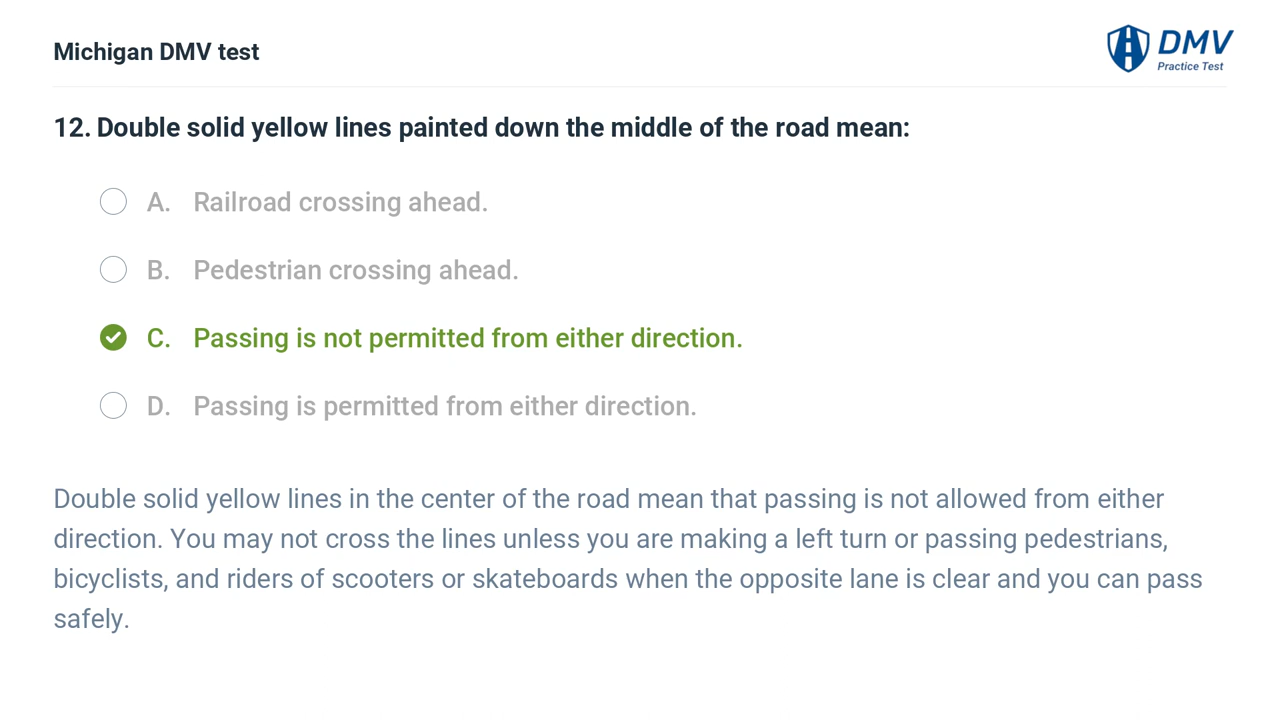 Michigan DMV test
DMV
Practice Test
12. Double solid yellow lines painted down the middle of the road mean:
A. Railroad crossing ahead.
B. Pedestrian crossing ahead.
C. Passing is not permitted from either direction.
D. Passing is permitted from either direction.
Double solid yellow lines in the center of the road mean that passing is not allowed from either
direction. You may not cross the lines unless you are making a left turn or passing pedestrians,
bicyclists, and riders of scooters or skateboards when the opposite lane is clear and you can pass
safely.